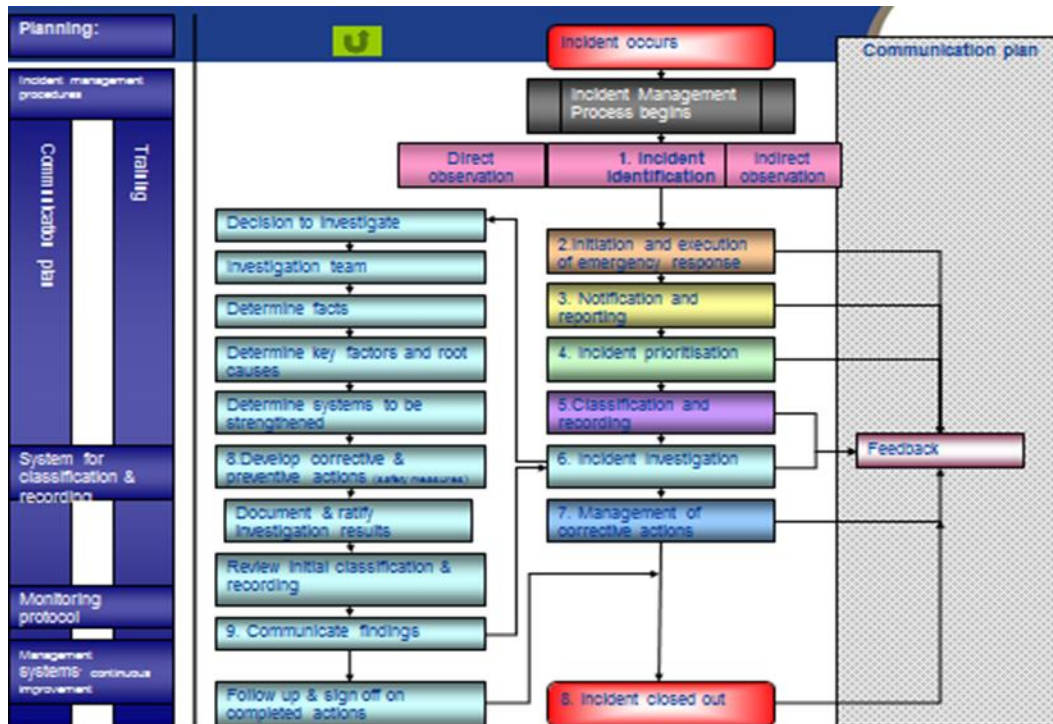 Planning:
Incident management
procedures
Communication plan
Training
System for
classification &
recording
Monitoring
protocol
Management
systems- continuous
improvement
Incident occurs
Incident Management
Process begins
Direct
observation
1. Incident
identification
Indirect
observation
2.Initiation and execution
of emergency response
3. Notification and
reporting
4. Incident prioritisation
5.Classification and
recording
6. Incident investigation
7. Management of
corrective actions
8. Incident closed out
Decision to investigate
Investigation team
Determine facts
Determine key factors and root
causes
Determine systems to be
strengthened
8.Develop corrective &
preventive actions (safety measures)
Document & ratify
investigation results
Review initial classification &
recording
9. Communicate findings
Follow up & sign off on
completed actions
Communication plan
Feedback